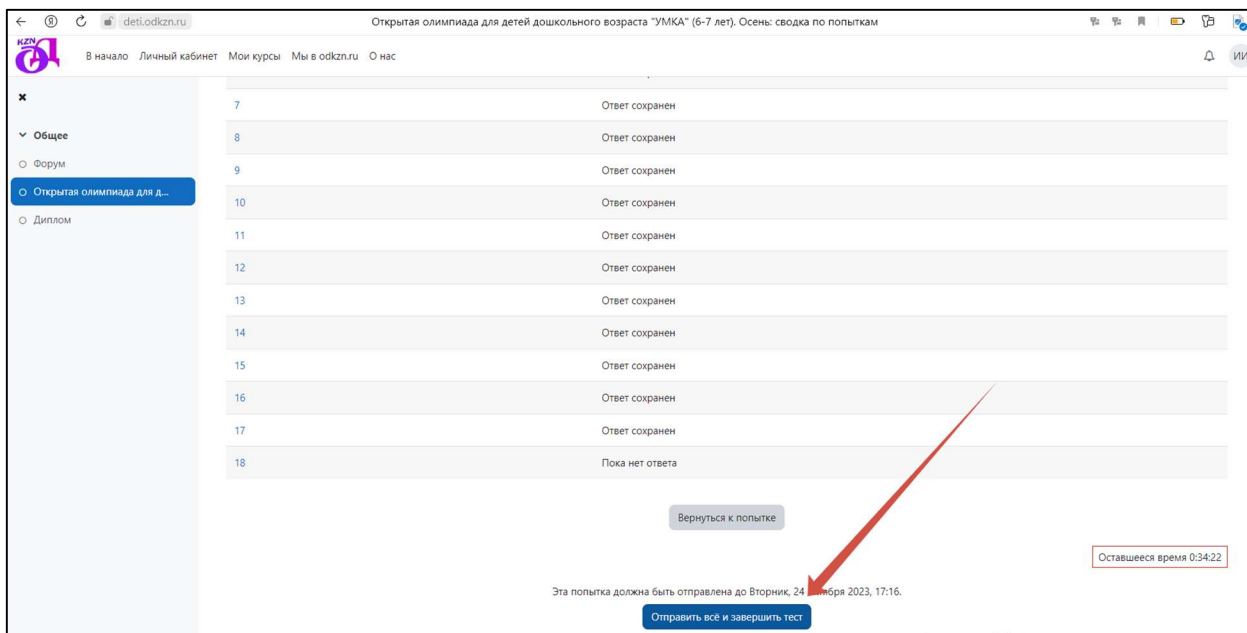 deti.odkzn.ru Открытая олимпиада для детей дошкольного возраста "УМКА" (6-7 лет). Осень: сводка по попыткам
KZN
В начало Личный кабинет Мои курсы Мы в odkzn.ru О нас ИИ
Общее
Форум
Открытая олимпиада для д...
Диплом
7 Ответ сохранен
8 Ответ сохранен
9 Ответ сохранен
10 Ответ сохранен
11 Ответ сохранен
12 Ответ сохранен
13 Ответ сохранен
14 Ответ сохранен
15 Ответ сохранен
16 Ответ сохранен
17 Ответ сохранен
18 Пока нет ответа
Вернуться к попытке
Оставшееся время 0:34:22
Эта попытка должна быть отправлена до Вторник, 24 2023, 17:16.
Отправить всё и завершить тест